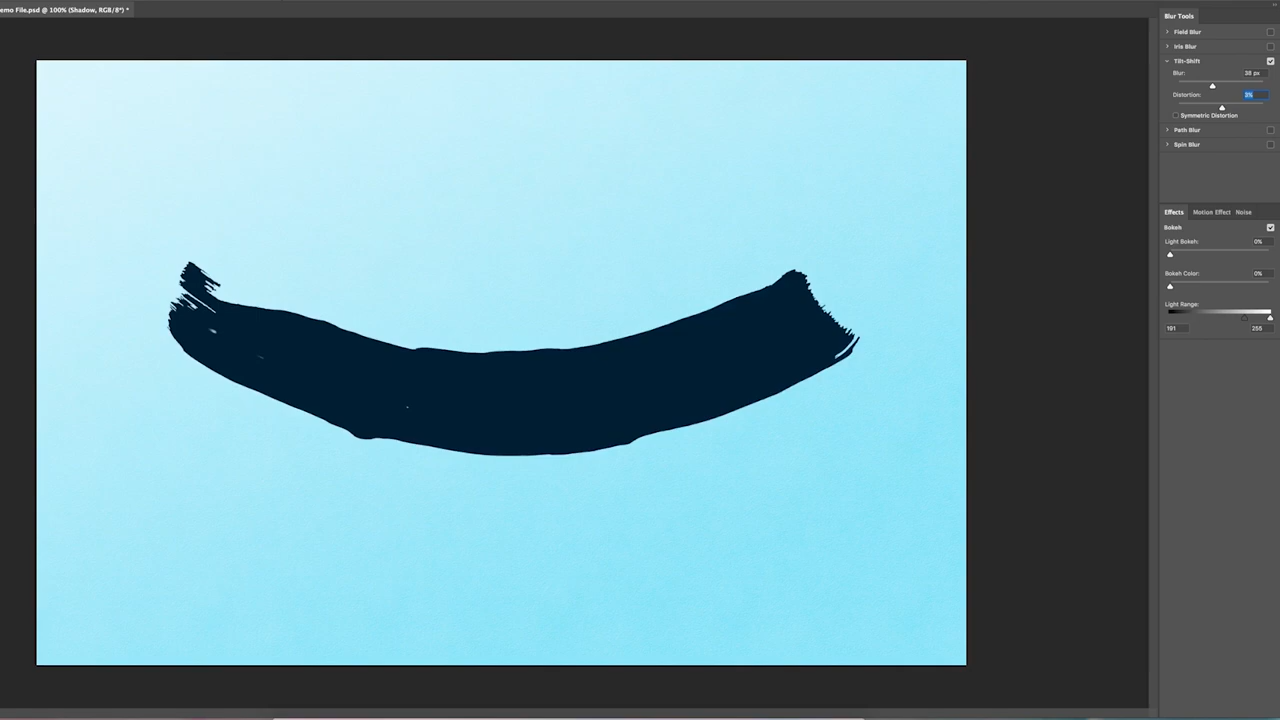 emo File.psd @ 100% (Shadow, RGB/8*) *
Blur Tools
Field Blur
Iris Blur
Tilt-Shift
Blur: 38 px
Distortion: 3%
Symmetric Distortion
Path Blur
Spin Blur
Effects Motion Effect Noise
Bokeh
Light Bokeh: 0%
Bokeh Color: 0%
Light Range:
191 255